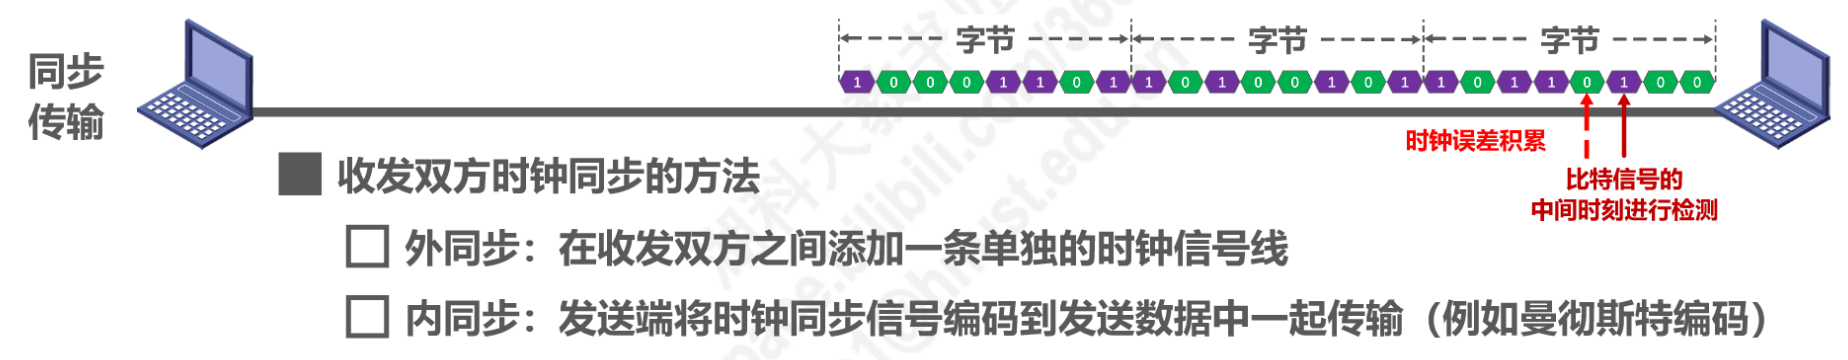 同步
传输
字节 字节 字节
1 0 0 0 1 1 0 1 1 0 1 0 0 1 0 1 1 0 1 1 0 1 0 0
时钟误差积累
比特信号的
中间时刻进行检测
收发双方时钟同步的方法
外同步：在收发双方之间添加一条单独的时钟信号线
内同步：发送端将时钟同步信号编码到发送数据中一起传输（例如曼彻斯特编码）